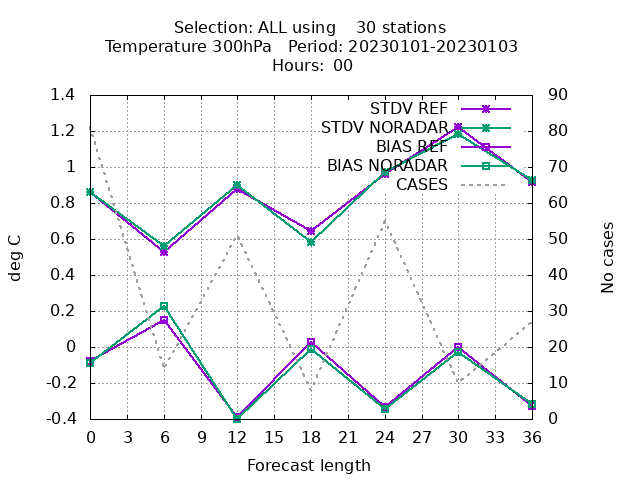 Selection: ALL using    30 stations
Temperature 300hPa   Period: 20230101-20230103
Hours:  00
1.4
1.2
1
0.8
0.6
0.4
0.2
0
-0.2
-0.4
deg C
STDV REF
STDV NORADAR
BIAS REF
BIAS NORADAR
CASES
90
80
70
60
50
40
30
20
10
0
No cases
0 3 6 9 12 15 18 21 24 27 30 33 36
Forecast length